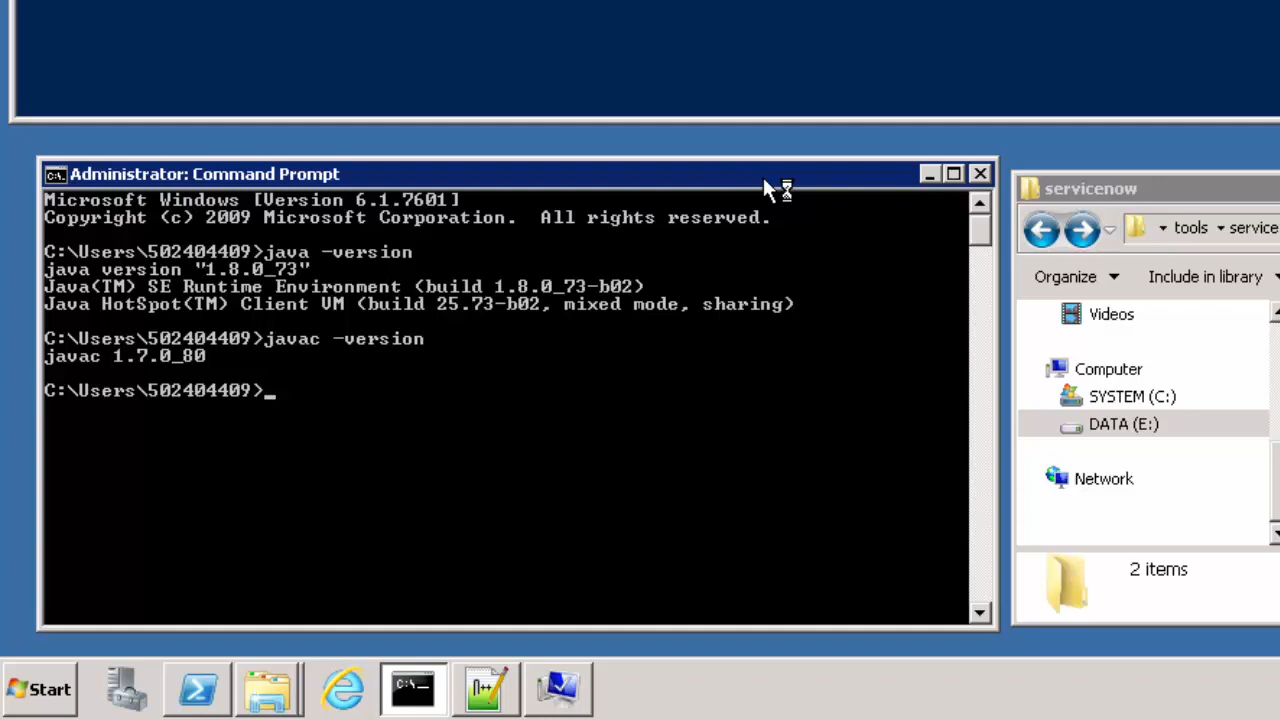 Administrator: Command Prompt
Microsoft Windows [Version 6.1.7601]
Copyright (c) 2009 Microsoft Corporation.  All rights reserved.
C:\Users\502404409>java -version
java version "1.8.0_73"
Java(TM) SE Runtime Environment (build 1.8.0_73-b02)
Java HotSpot(TM) Client VM (build 25.73-b02, mixed mode, sharing)
C:\Users\502404409>javac -version
javac 1.7.0_80
C:\Users\502404409>_
servicenow
tools service
Organize Include in library
Videos
Computer
SYSTEM (C:)
DATA (E:)
Network
2 items
Start